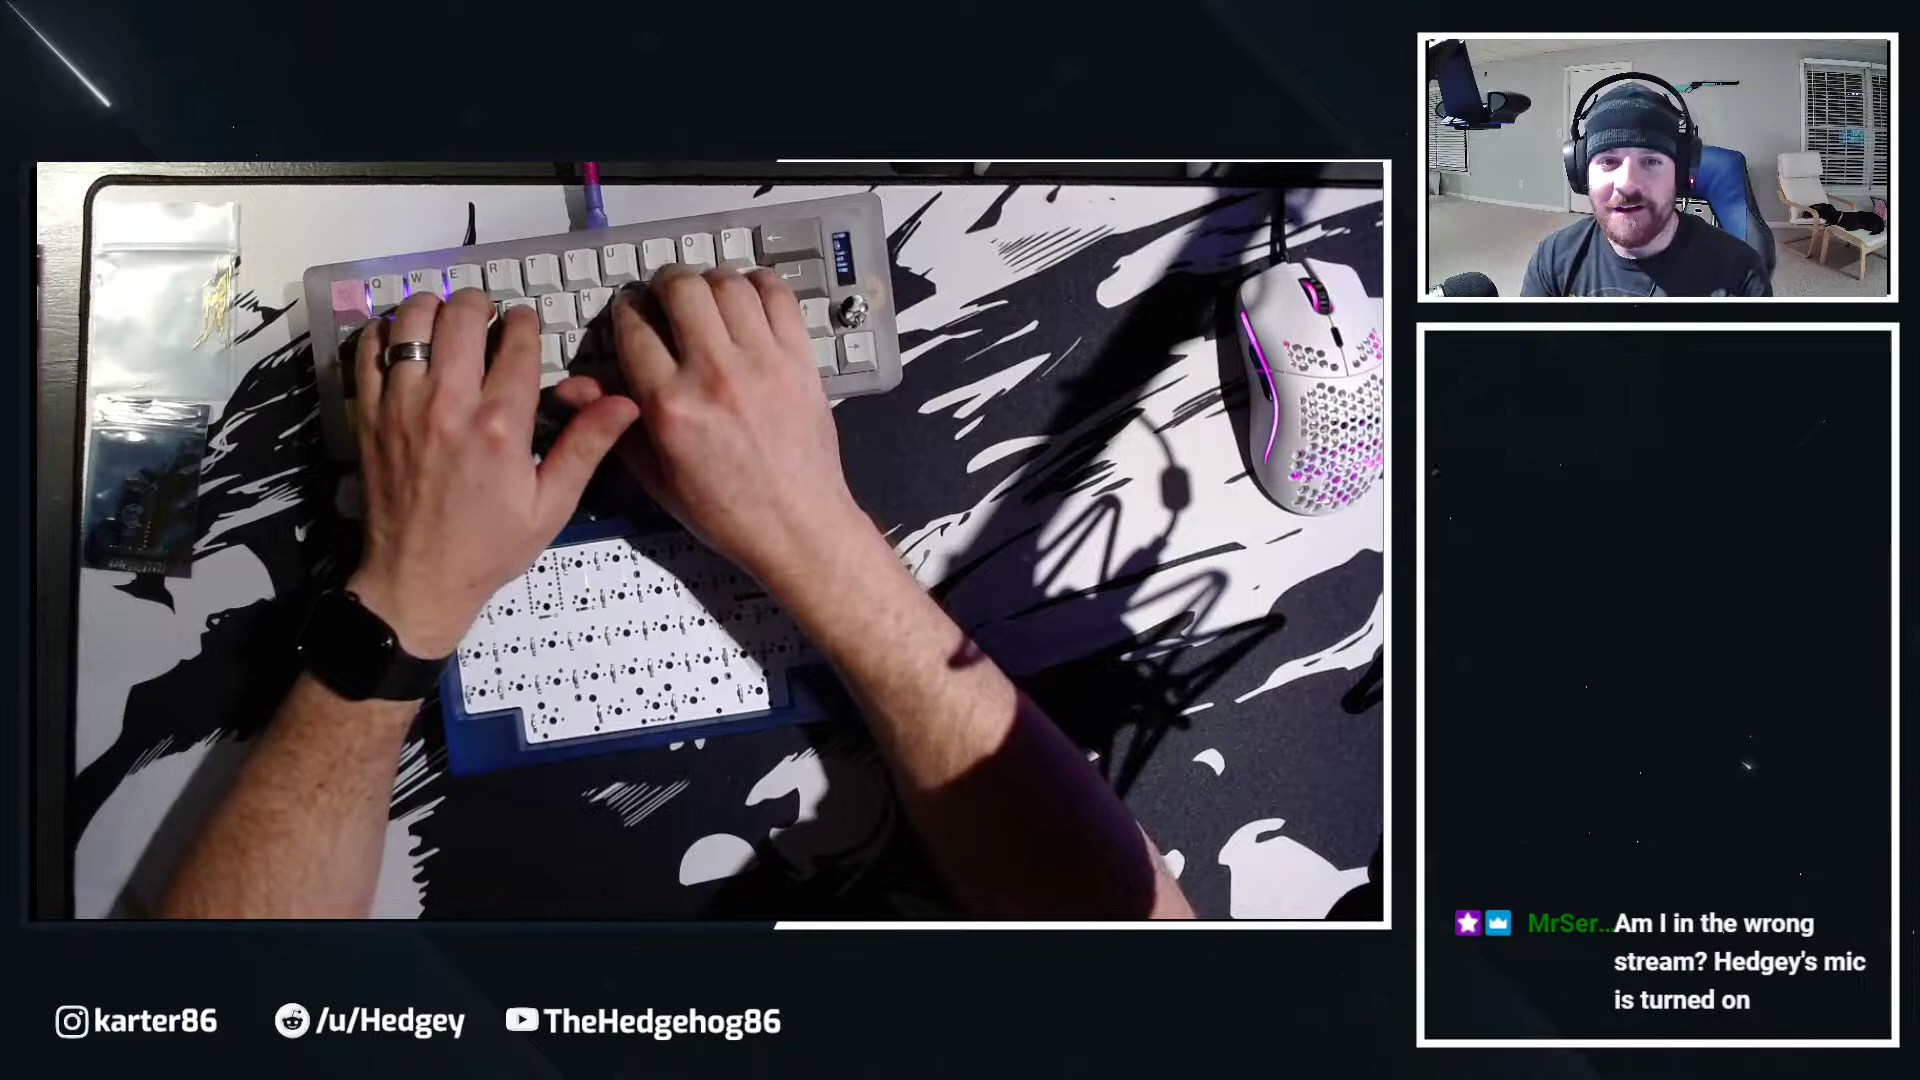 Q W E R T Y U I O P
G H
B
MrSer... Am I in the wrong
stream? Hedgey's mic
is turned on
karter86 /u/Hedgey TheHedgehog86